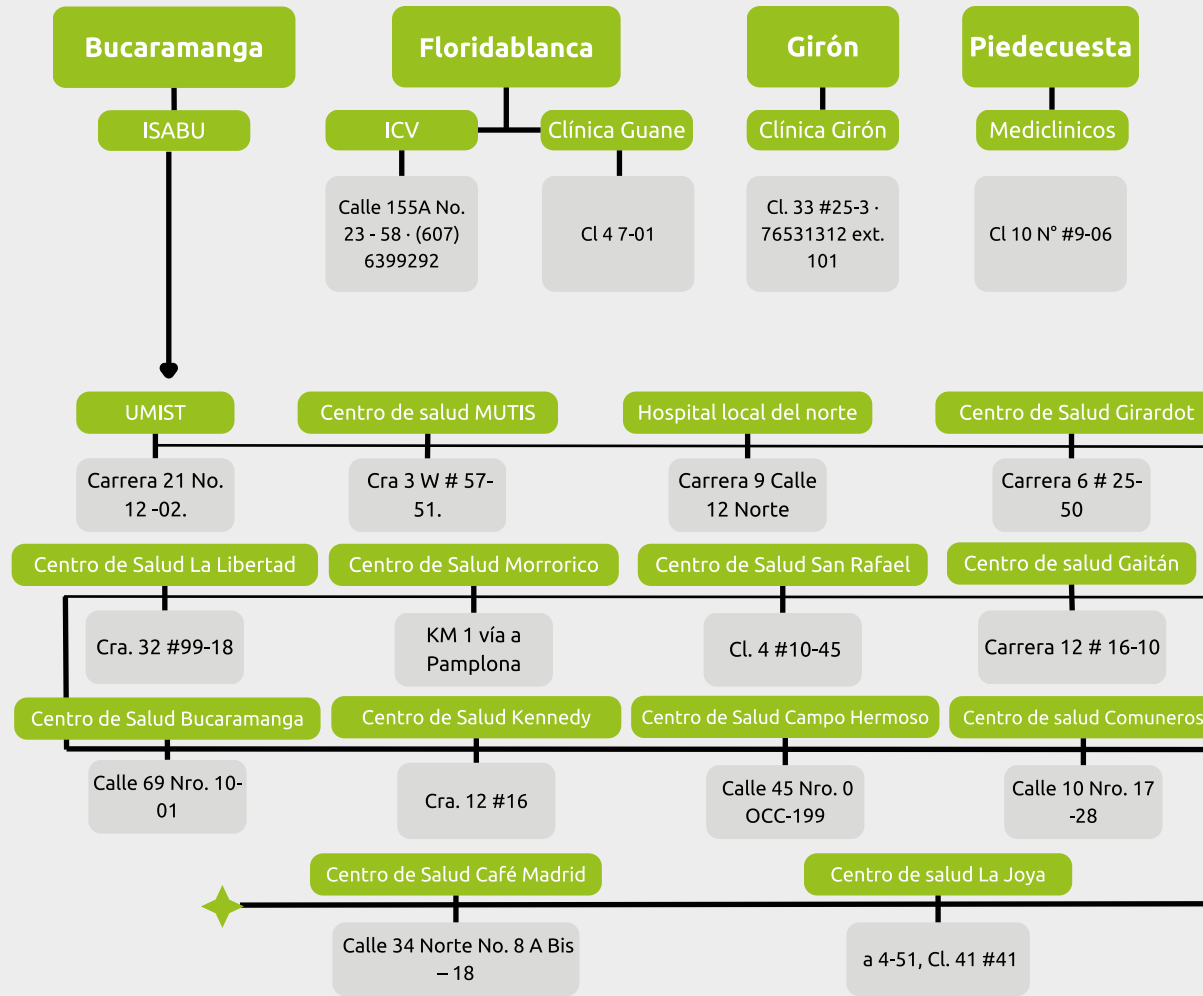 Bucaramanga
Floridablanca
Girón
Piedecuesta
ISABU
ICV
Clínica Guane
Clínica Girón
Mediclinicos
Calle 155A No.
23 - 58 · (607)
6399292
Cl 4 7-01
Cl. 33 #25-3 ·
76531312 ext.
101
Cl 10 N° #9-06
UMIST
Centro de salud MUTIS
Hospital local del norte
Centro de Salud Girardot
Carrera 21 No.
12 -02.
Cra 3 W # 57-
51.
Carrera 9 Calle
12 Norte
Carrera 6 # 25-
50
Centro de Salud La Libertad
Centro de Salud Morrorico
Centro de Salud San Rafael
Centro de salud Gaitán
Cra. 32 #99-18
KM 1 vía a
Pamplona
Cl. 4 #10-45
Carrera 12 # 16-10
Centro de Salud Bucaramanga
Centro de Salud Kennedy
Centro de Salud Campo Hermoso
Centro de salud Comuneros
Calle 69 Nro. 10-
01
Cra. 12 #16
Calle 45 Nro. 0
OCC-199
Calle 10 Nro. 17
-28
Centro de Salud Café Madrid
Centro de salud La Joya
Calle 34 Norte No. 8 A Bis
– 18
a 4-51, Cl. 41 #41